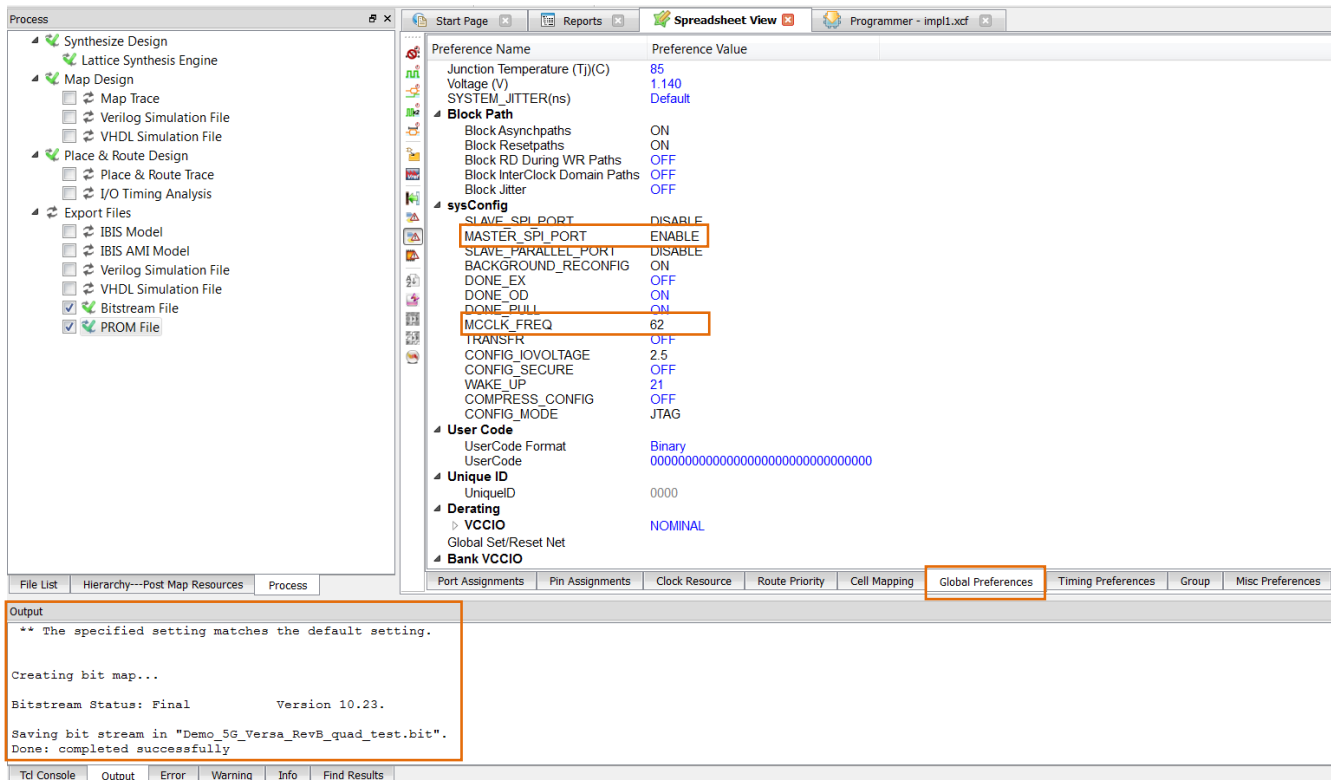 Process
Synthesize Design
Lattice Synthesis Engine
Map Design
Map Trace
Verilog Simulation File
VHDL Simulation File
Place & Route Design
Place & Route Trace
I/O Timing Analysis
Export Files
IBIS Model
IBIS AMI Model
Verilog Simulation File
VHDL Simulation File
Bitstream File
PROM File
File List Hierarchy---Post Map Resources Process
Start Page Reports Spreadsheet View Programmer - impl1.xcf
Preference Name Preference Value
Junction Temperature (Tj)(C) 85
Voltage (V) 1.140
SYSTEM_JITTER(ns) Default
Block Path
Block Asynchpaths ON
Block Resetpaths ON
Block RD During WR Paths OFF
Block InterClock Domain Paths OFF
Block Jitter OFF
sysConfig
SLAVE_SPI_PORT DISABLE
MASTER_SPI_PORT ENABLE
SLAVE_PARALLEL_PORT DISABLE
BACKGROUND_RECONFIG ON
DONE_EX OFF
DONE_OD ON
DONE_PULL ON
MCCLK_FREQ 62
TRANSFR OFF
CONFIG_IOVOLTAGE 2.5
CONFIG_SECURE OFF
WAKE_UP 21
COMPRESS_CONFIG OFF
CONFIG_MODE JTAG
User Code
UserCode Format Binary
UserCode 00000000000000000000000000000000
Unique ID
UniqueID 0000
Derating
VCCIO NOMINAL
Global Set/Reset Net
Bank VCCIO
Port Assignments Pin Assignments Clock Resource Route Priority Cell Mapping Global Preferences Timing Preferences Group Misc Preferences
Output
** The specified setting matches the default setting.
Creating bit map...
Bitstream Status: Final Version 10.23.
Saving bit stream in "Demo_5G_Versa_RevB_quad_test.bit".
Done: completed successfully
Tcl Console Output Error Warning Info Find Results